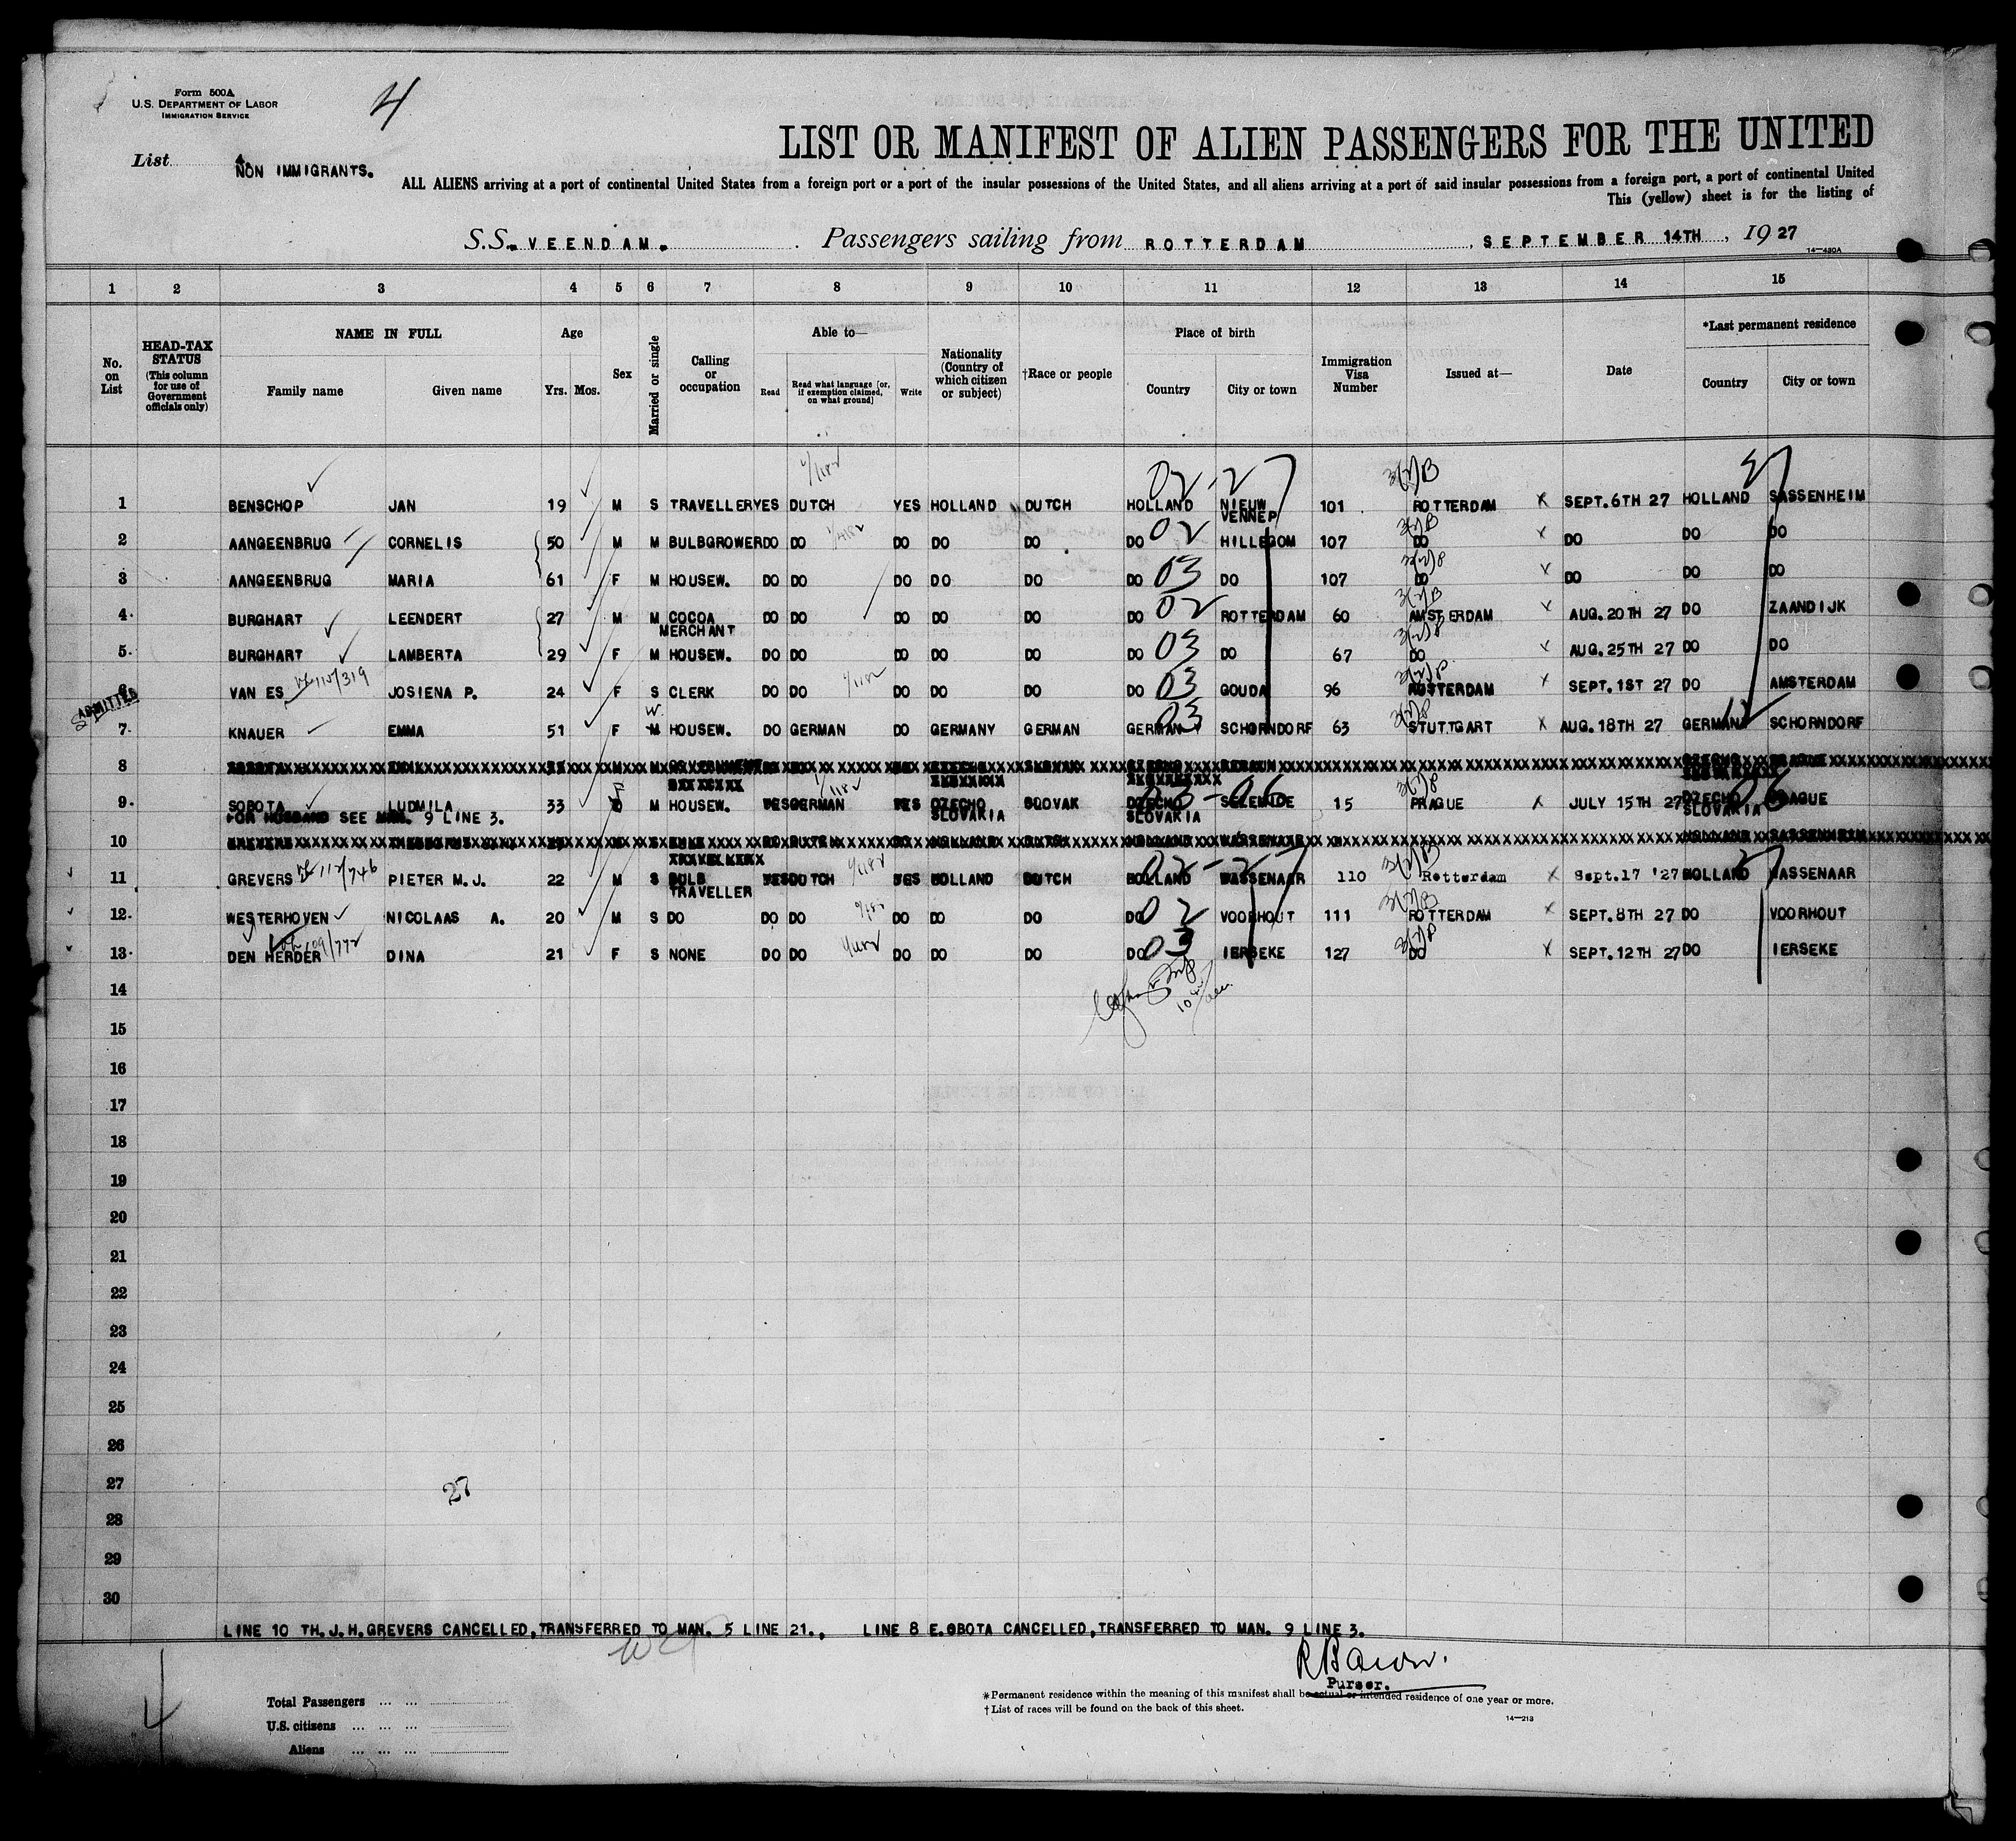 Form 500A
U.S. DEPARTMENT OF LABOR
IMMIGRATION SERVICE
4
List 4.
NON IMMIGRANTS.
LIST OR MANIFEST OF ALIEN PASSENGERS FOR THE UNITED
ALL ALIENS arriving at a port of continental United States from a foreign port or a port of the insular possessions of the United States, and all aliens arriving at a port of said insular possessions from a foreign port, a port of continental United
This (yellow) sheet is for the listing of
S.S. VEENDAM. Passengers sailing from ROTTERDAM, SEPTEMBER 14TH, 1927
14—480A
1 2 3 4 5 6 7 8 9 10 11 12 13 14 15
No. on List
HEAD-TAX STATUS (This column for use of Government officials only)
NAME IN FULL
Family name Given name
Age
Yrs. Mos.
Sex
Married or single
Calling or occupation
Able to—
Read Read what language [or, if exemption claimed, on what ground] Write
Nationality (Country of which citizen or subject)
†Race or people
Place of birth
Country City or town
Immigration Visa Number
Issued at—
Date
*Last permanent residence
Country City or town
1 BENSCHOP JAN 19 M S TRAVELLER YES DUTCH YES HOLLAND DUTCH HOLLAND NIEUW VENNEP 101 ROTTERDAM X SEPT.6TH 27 HOLLAND SASSENHEIM
2 AANGEENBRUG CORNELIS 50 M M BULBGROWER DO DO DO DO DO DO 02 HILLEGOM 107 DO X DO DO DO
3 AANGEENBRUG MARIA 61 F M HOUSEW. DO DO DO DO DO DO 03 DO 107 DO X DO DO DO
4 BURGHART LEENDERT 27 M M COCOA MERCHANT DO DO DO DO DO DO 02 ROTTERDAM 60 AMSTERDAM X AUG.20TH 27 DO ZAANDIJK
5 BURGHART LAMBERTA 29 F M HOUSEW. DO DO DO DO DO DO 03 DO 67 DO X AUG.25TH 27 DO DO
6 VAN ES 115/319 JOSIENA P. 24 F S CLERK DO DO DO DO DO DO 03 GOUDA 96 ROTTERDAM X SEPT.1ST 27 DO AMSTERDAM
ADMITTED
7 KNAUER EMMA 51 F W. M HOUSEW. DO GERMAN DO GERMANY GERMAN GERMANY 03 SCHORNDORF 63 STUTTGART X AUG.18TH 27 GERMANY SCHORNDORF
8
9 SOBOTA LUDMILA 33 F M HOUSEW. YES GERMAN YES CZECHO SLOVAKIA SLOVAK CZECHO SLOVAKIA 15 PRAGUE X JULY 15TH 27 CZECHO SLOVAKIA PRAGUE
FOR HUSBAND SEE MAN. 9 LINE 3.
10
11 GREVERS 112/746 PIETER M.J. 22 M S BULB TRAVELLER YES DUTCH YES HOLLAND DUTCH HOLLAND WASSENAAR 110 Rotterdam X Sept.17 '27 HOLLAND WASSENAAR
12 WESTERHOVEN NICOLAAS A. 20 M S DO DO DO DO DO DO DO 02 VOORHOUT 111 ROTTERDAM X SEPT.8TH 27 DO VOORHOUT
13 DEN HERDER 109/772 DINA 21 F S NONE DO DO DO DO DO DO 03 IERSEKE 127 DO X SEPT.12TH 27 DO IERSEKE
14
15
16
17
18
19
20
21
22
23
24
25
26
27
27
28
29
30
LINE 10 TH.J.H.GREVERS CANCELLED,TRANSFERRED TO MAN. 5 LINE 21., LINE 8 E.SOBOTA CANCELLED,TRANSFERRED TO MAN. 9 LINE 3.
Purser.
4
Total Passengers
U.S. citizens
Aliens
*Permanent residence within the meaning of this manifest shall be actual or intended residence of one year or more.
†List of races will be found on the back of this sheet.
14—213